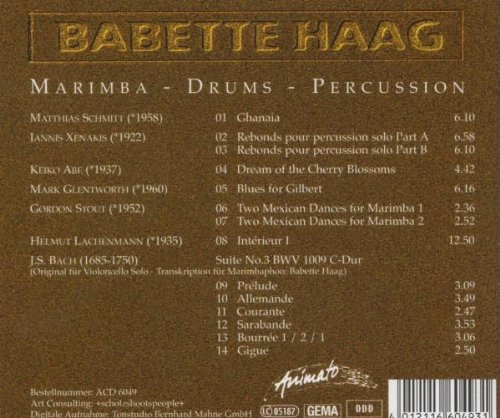 BABETTE HAAG
MARIMBA - DRUMS - PERCUSSION
MATTHIAS SCHMITT (*1958) 01 Ghanaia 6.10
IANNIS XENAKIS (*1922) 02 Rebonds pour percussion solo Part A 6.58
03 Rebonds pour percussion solo Part B 6.10
KEIKO ABE (*1937) 04 Dream of the Cherry Blossoms 4.42
MARK GLENTWORTH (*1960) 05 Blues for Gilbert 6.16
GORDON STOUT (*1952) 06 Two Mexican Dances for Marimba 1 2.36
07 Two Mexican Dances for Marimba 2 2.52
HELMUT LACHENMANN (*1935) 08 Intérieur I 12.50
J.S. BACH (1685-1750) Suite No.3 BWV 1009 C-Dur
(Original für Violoncello Solo - Transkription für Marimbaphon: Babette Haag)
09 Prélude 3.09
10 Allemande 3.49
11 Courante 2.47
12 Sarabande 3.53
13 Bourrée 1 / 2 / 1 3.06
14 Gigue 2.50
Animato
Bestellnummer: ACD 6049
Art Consulting: +scholzshootspeople+
Digitale Aufnahme: Tonstudio Bernhard Mahne GmbH
LC 05187 GEMA DDD
4 012116 604931